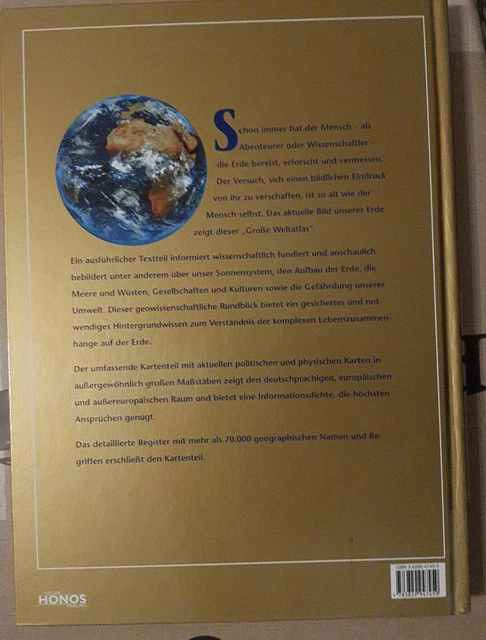 Schon immer hat der Mensch – als
Abenteurer oder Wissenschaftler –
die Erde bereist, erforscht und vermessen.
Der Versuch, sich einen bildlichen Eindruck
von ihr zu verschaffen, ist so alt wie der
Mensch selbst. Das aktuelle Bild unserer Erde
zeigt dieser „Große Weltatlas“.
Ein ausführlicher Textteil informiert wissenschaftlich fundiert und anschaulich
bebildert unter anderem über unser Sonnensystem, den Aufbau der Erde, die
Meere und Wüsten, Gesellschaften und Kulturen sowie die Gefährdung unserer
Umwelt. Dieser geowissenschaftliche Rundblick bietet ein gesichertes und not-
wendiges Hintergrundwissen zum Verständnis der komplexen Lebenszusammen-
hänge auf der Erde.
Der umfassende Kartenteil mit aktuellen politischen und physischen Karten in
außergewöhnlich großen Maßstäben zeigt den deutschsprachigen, europäischen
und außereuropäischen Raum und bietet eine Informationsdichte, die höchsten
Ansprüchen genügt.
Das detaillierte Register mit mehr als 70.000 geographischen Namen und Be-
griffen erschließt den Kartenteil.
ISBN
HONOS
VERLAG